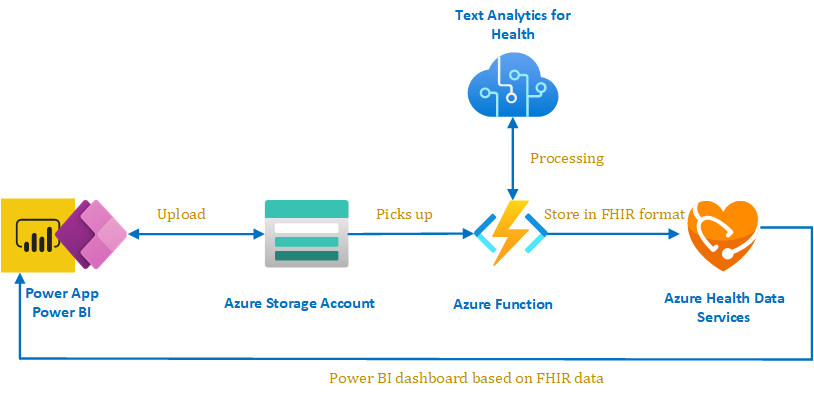 Text Analytics for
Health
Processing
Upload
Picks up
Store in FHIR format
Power App
Power BI
Azure Storage Account
Azure Function
Azure Health Data
Services
Power BI dashboard based on FHIR data